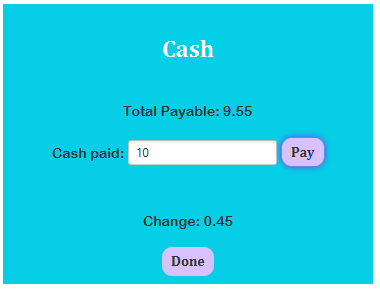 Cash
Total Payable: 9.55
Cash paid: 10 Pay
Change: 0.45
Done